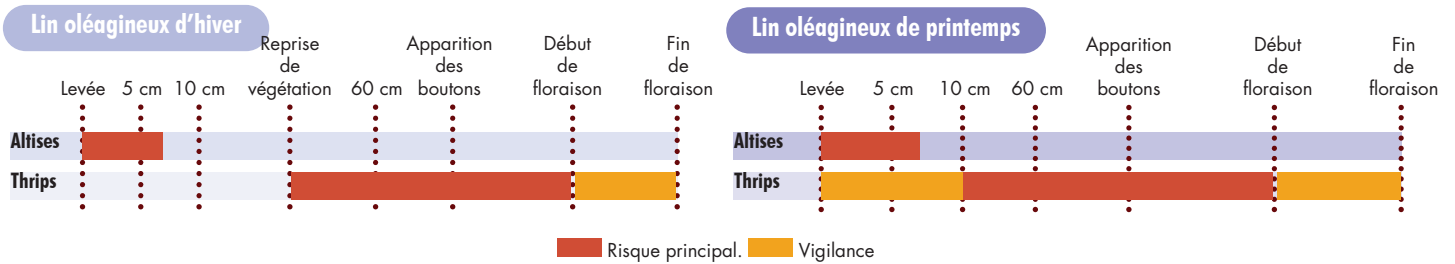 Lin oléagineux d’hiver
Reprise
de
végétation
Apparition
des
boutons
Début
de
floraison
Fin
de
floraison
Levée 5 cm 10 cm 60 cm
Altises
Thrips
Lin oléagineux de printemps
Apparition
des
boutons
Début
de
floraison
Fin
de
floraison
Levée 5 cm 10 cm 60 cm
Altises
Thrips
Risque principal. Vigilance